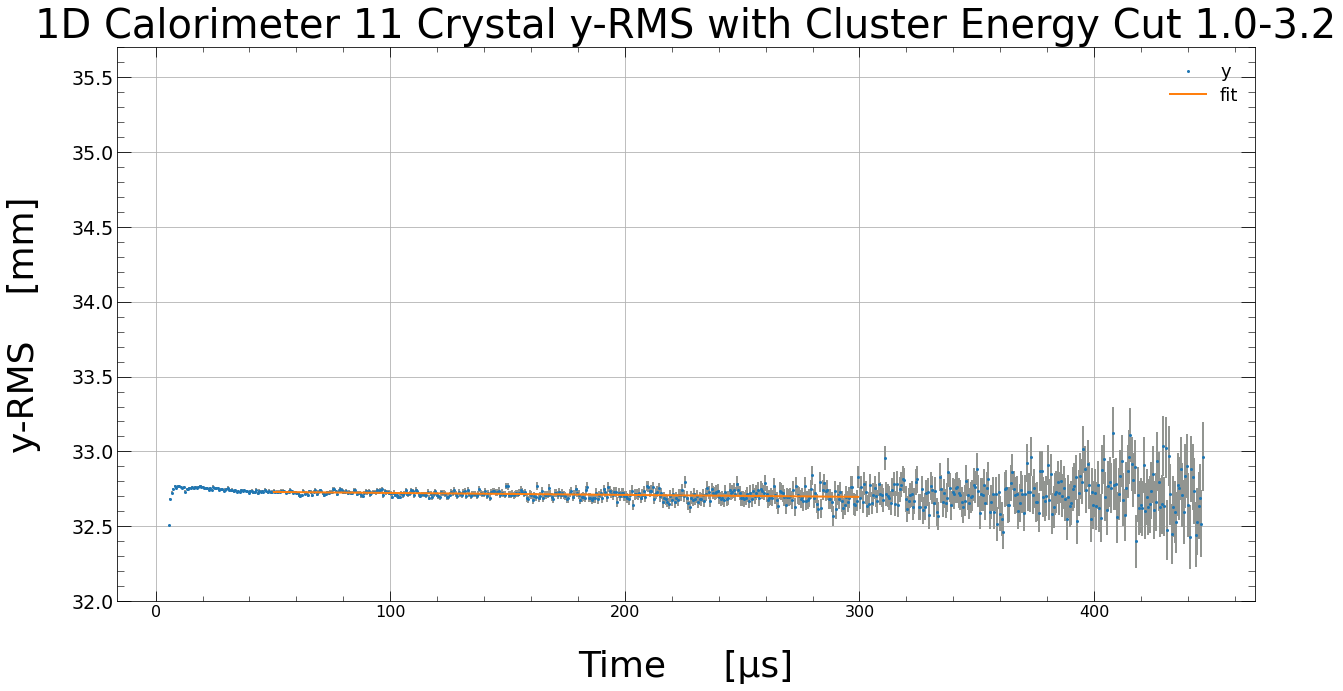 1D Calorimeter 11 Crystal y-RMS with Cluster Energy Cut 1.0-3.2
y
fit
35.5
35.0
34.5
34.0
33.5
33.0
32.5
32.0
y-RMS [mm]
0 100 200 300 400
Time [μs]